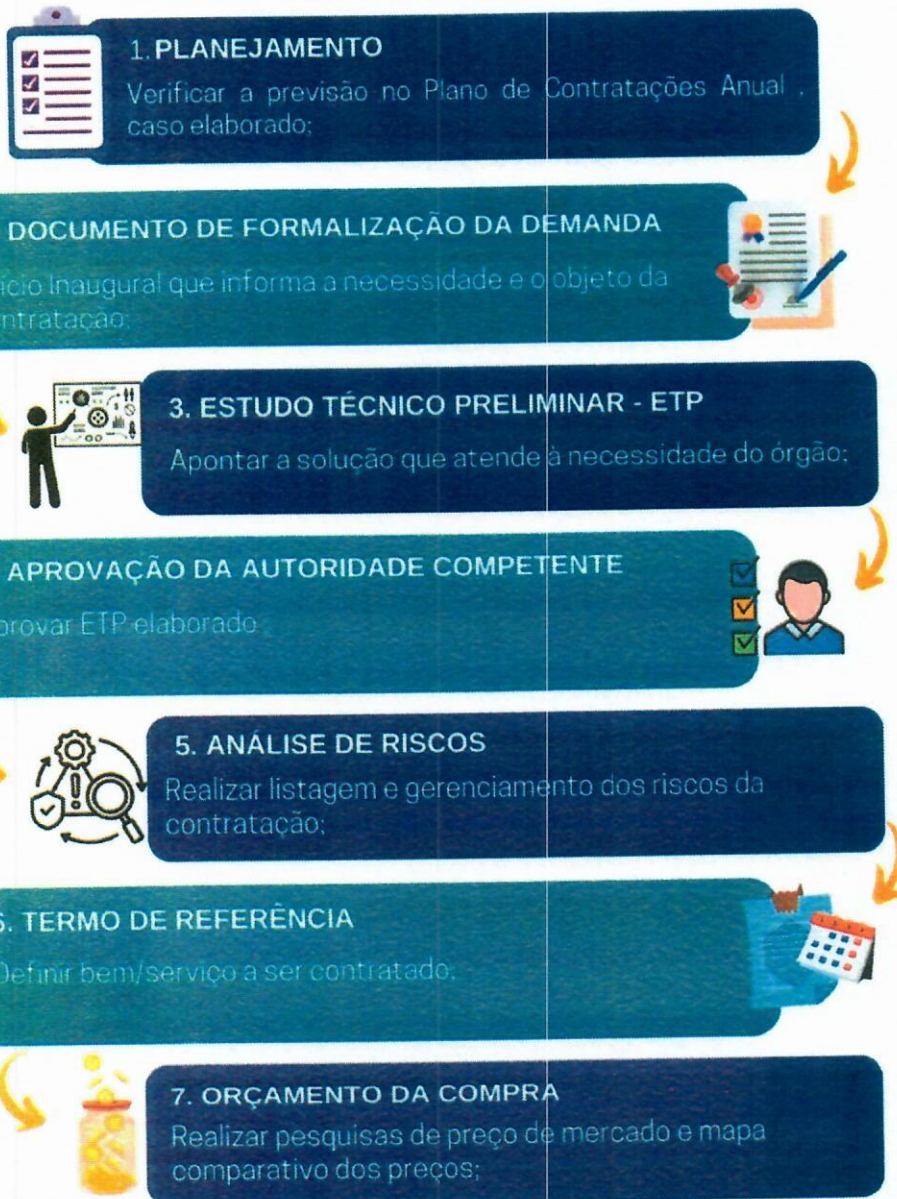 1. PLANEJAMENTO
Verificar a previsão no Plano de Contratações Anual ,
caso elaborado;
DOCUMENTO DE FORMALIZAÇÃO DA DEMANDA
Inaugural que informa a necessidade e o objeto da
3. ESTUDO TÉCNICO PRELIMINAR - ETP
Apontar a solução que atende à necessidade do órgão;
APROVAÇÃO DA AUTORIDADE COMPETENTE
ETP elaborado
5. ANÁLISE DE RISCOS
Realizar listagem e gerenciamento dos riscos da
contratação;
6. TERMO DE REFERÊNCIA
Definir bem/serviço a ser contratado;
7. ORÇAMENTO DA COMPRA
Realizar pesquisas de preço de mercado e mapa
comparativo dos preços;